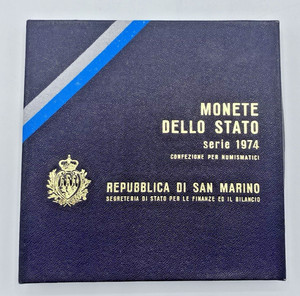 MONETE
DELLO STATO
serie 1974
CONFEZIONE PER NUMISMATICI
REPUBBLICA DI SAN MARINO
SEGRETERIA DI STATO PER LE FINANZE ED IL BILANCIO